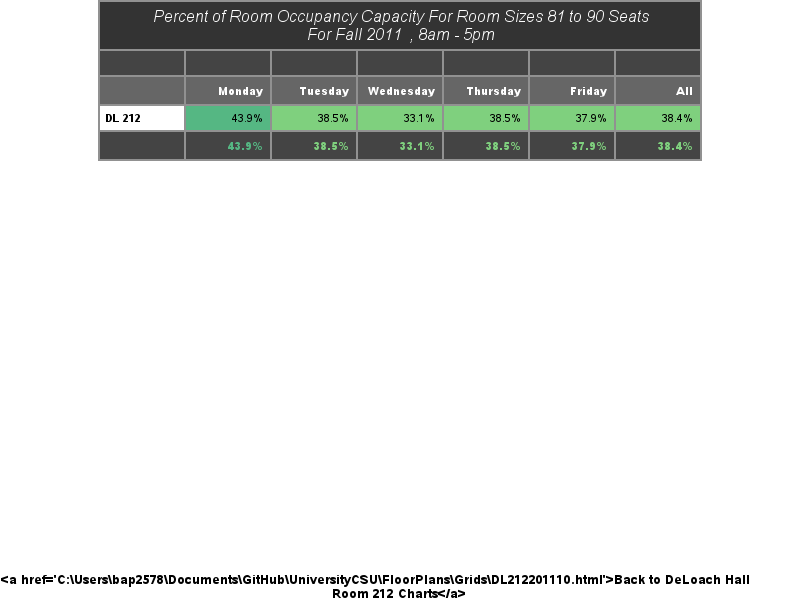 Percent of Room Occupancy Capacity For Room Sizes 81 to 90 Seats
For Fall 2011 , 8am - 5pm
Monday Tuesday Wednesday Thursday Friday All
DL 212 43.9% 38.5% 33.1% 38.5% 37.9% 38.4%
43.9% 38.5% 33.1% 38.5% 37.9% 38.4%
<a href='C:\Users\bap2578\Documents\GitHub\UniversityCSU\FloorPlans\Grids\DL212201110.html'>Back to DeLoach Hall
Room 212 Charts</a>